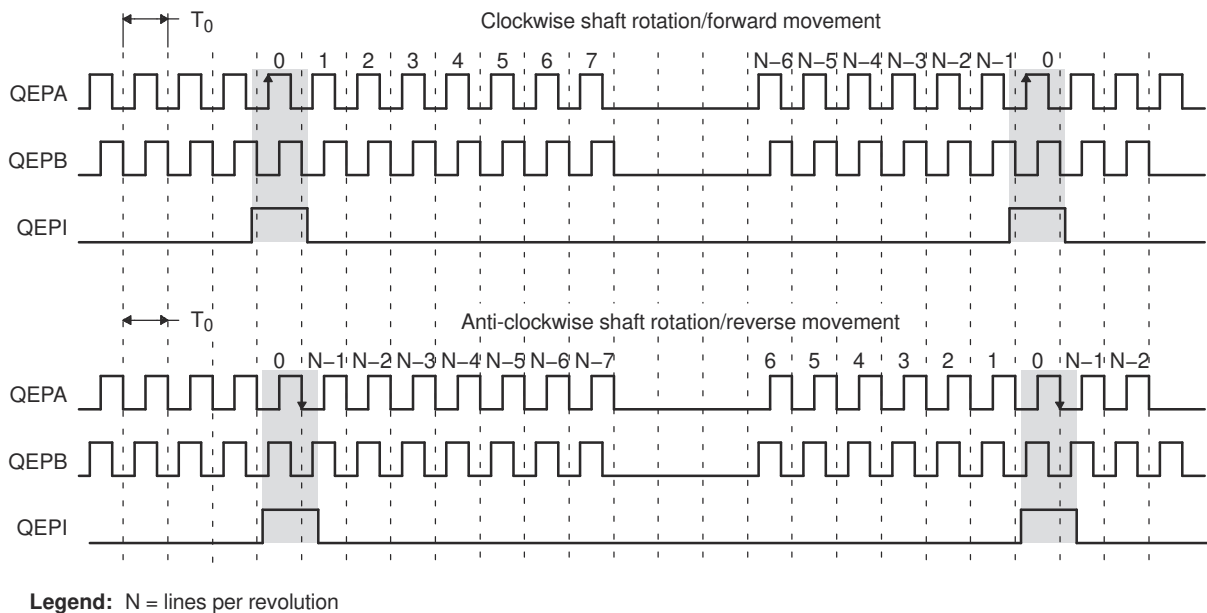 T0 Clockwise shaft rotation/forward movement
0 1 2 3 4 5 6 7 N−6 N−5 N−4 N−3 N−2 N−1 0
QEPA
QEPB
QEPI
T0 Anti-clockwise shaft rotation/reverse movement
0 N−1 N−2 N−3 N−4 N−5 N−6 N−7 6 5 4 3 2 1 0 N−1 N−2
QEPA
QEPB
QEPI
Legend: N = lines per revolution